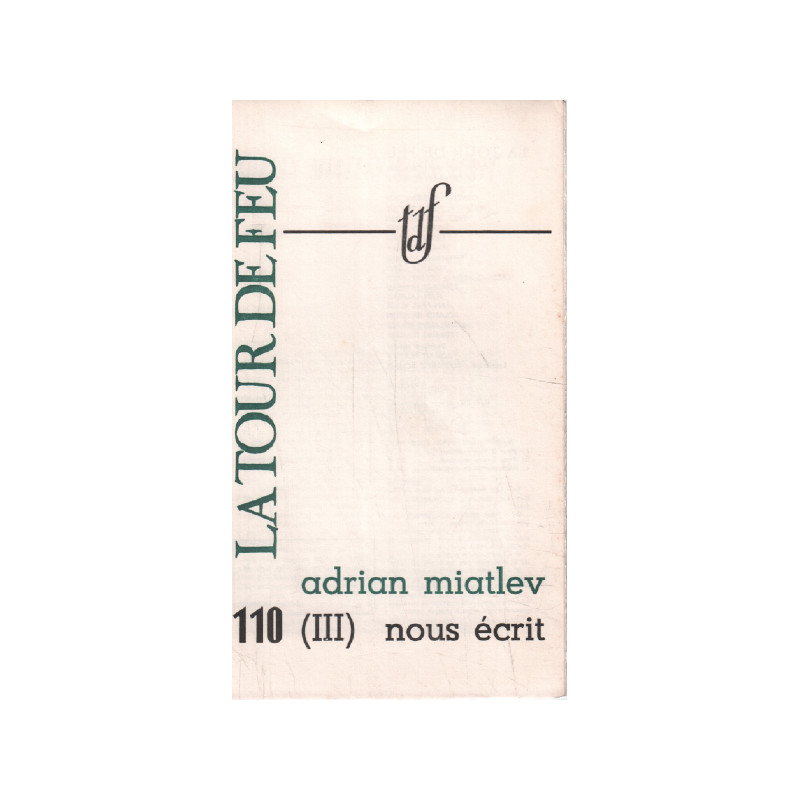 LA TOUR DE FEU
tdf
adrian miatlev
110 (III) nous écrit